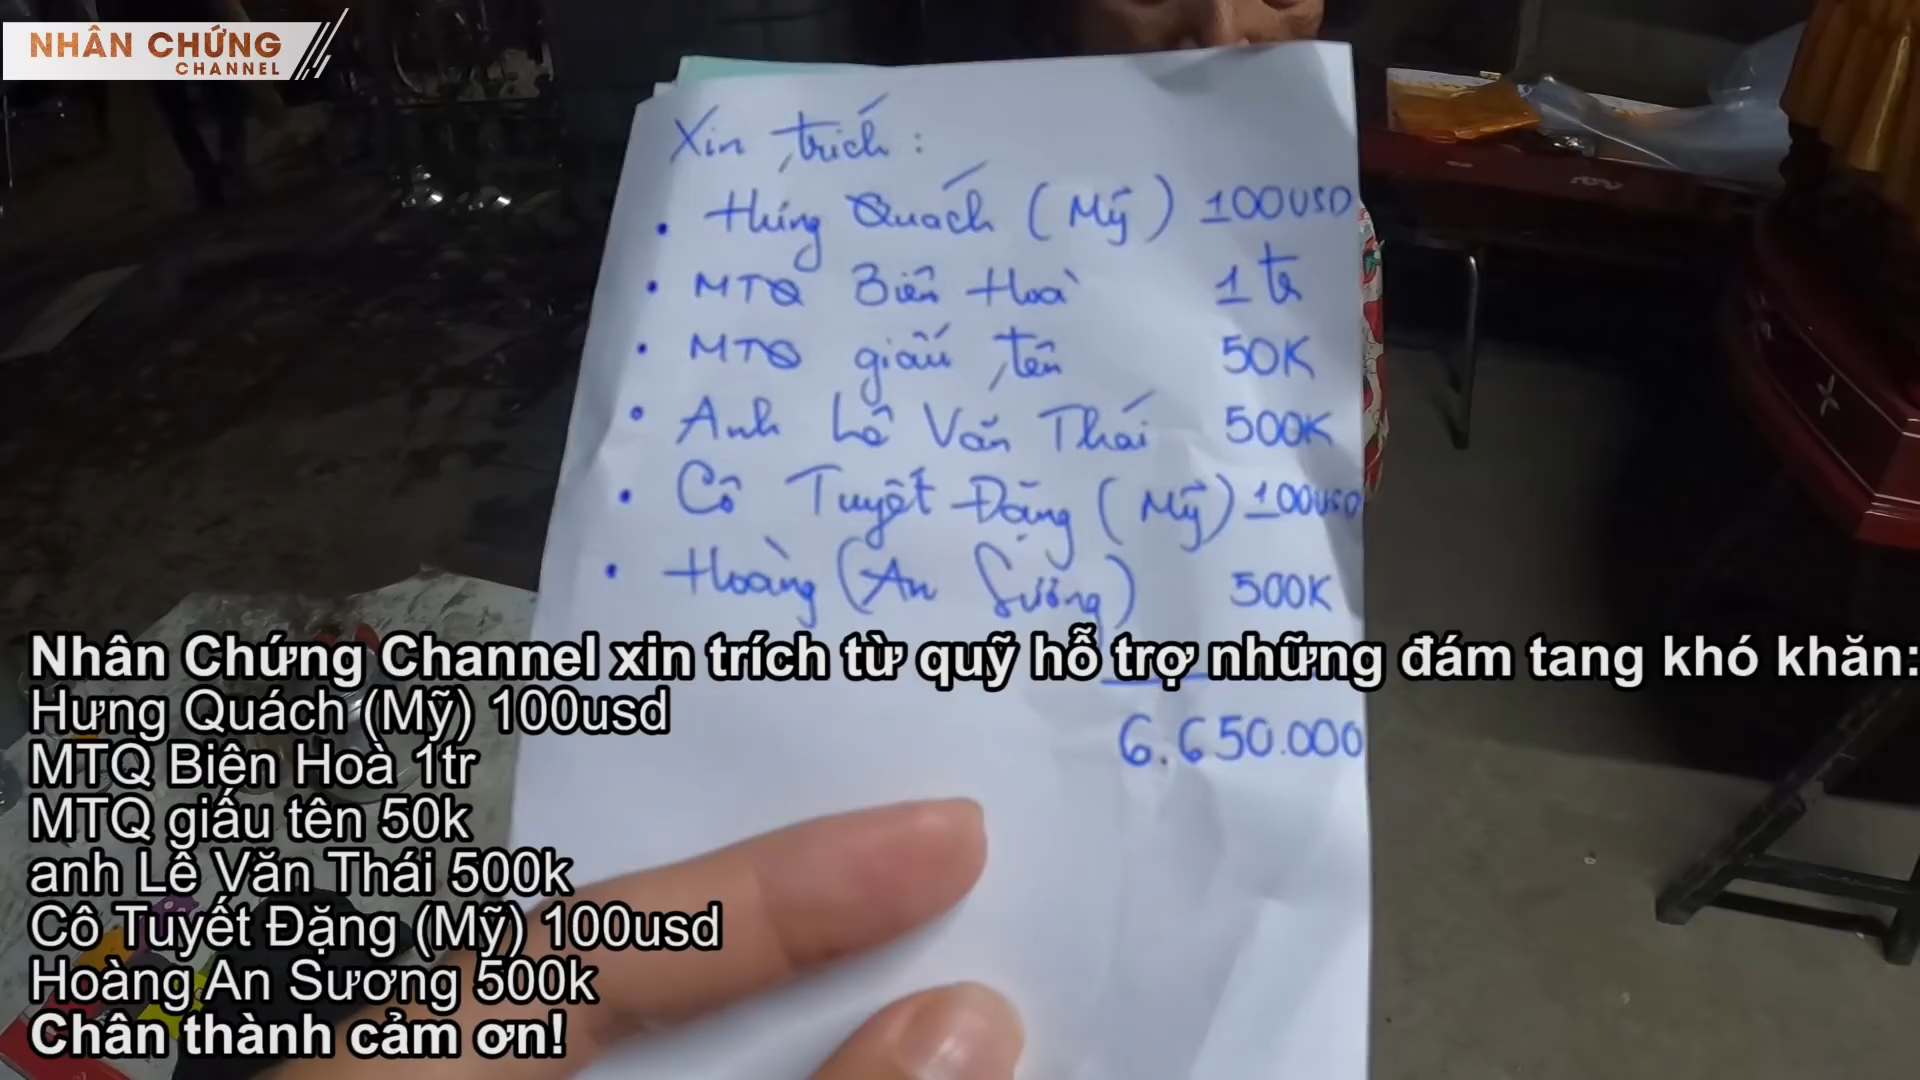 NHÂN CHỨNG
CHANNEL
Xin trích :
• Hưng Quách (Mỹ) 100USD
• MTQ Biên Hoà 1tr
• MTQ giấu tên 50K
• Anh Lê Văn Thái 500K
• Cô Tuyết Đặng (Mỹ) 100USD
• Hoàng (An Sương) 500K
6.650.000
Nhân Chứng Channel xin trích từ quỹ hỗ trợ những đám tang khó khăn:
Hưng Quách (Mỹ) 100usd
MTQ Biên Hoà 1tr
MTQ giấu tên 50k
anh Lê Văn Thái 500k
Cô Tuyết Đặng (Mỹ) 100usd
Hoàng An Sương 500k
Chân thành cảm ơn!